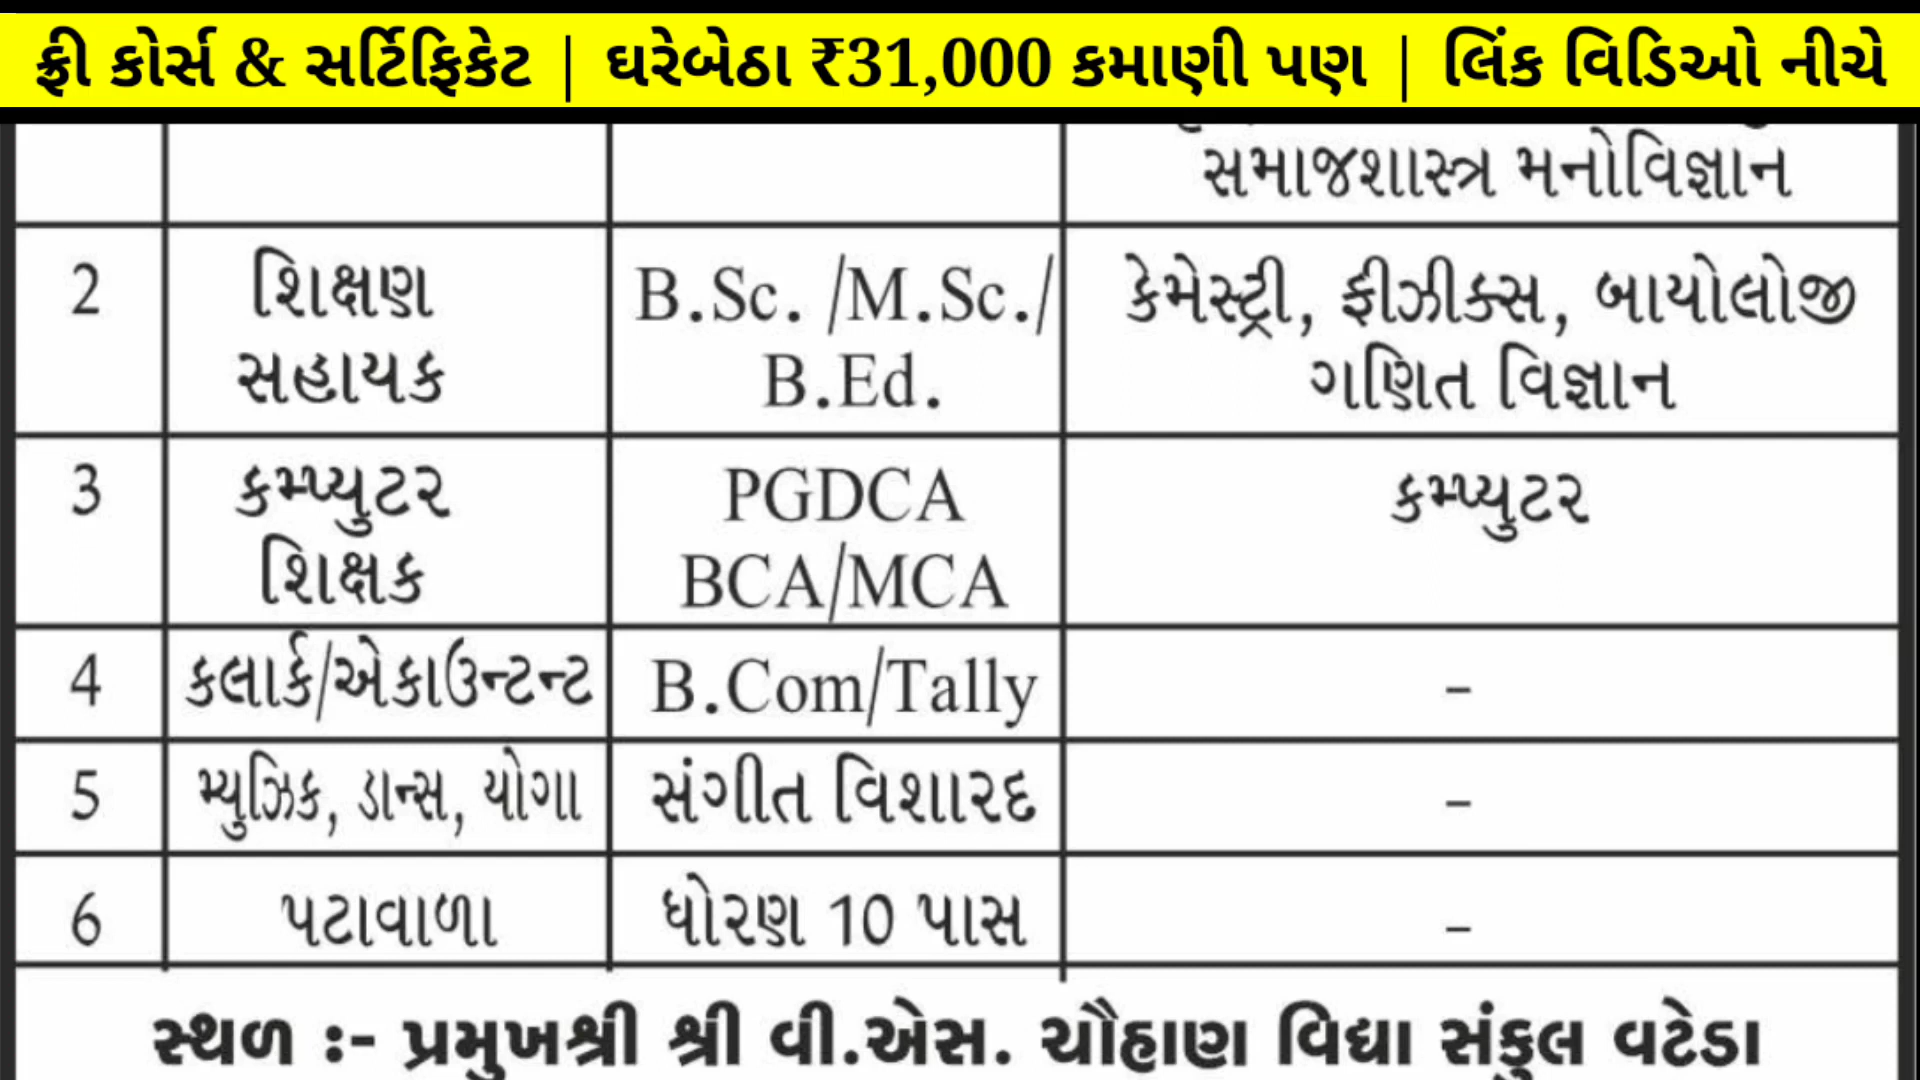 ફ્રી કોર્સ & સર્ટિફિકેટ | ઘરેબેઠા ₹31,000 કમાણી પણ | લિંક વિડિઓ નીચે
સમાજશાસ્ત્ર મનોવિજ્ઞાન
2 શિક્ષણ B.Sc. /M.Sc./ કેમેસ્ટ્રી, ફીઝીક્સ, બાયોલોજી
સહાયક B.Ed. ગણિત વિજ્ઞાન
3 કમ્પ્યુટર PGDCA કમ્પ્યુટર
શિક્ષક BCA/MCA
4 કલાર્ક/એકાઉન્ટન્ટ B.Com/Tally –
5 મ્યુઝિક, ડાન્સ, યોગા સંગીત વિશારદ –
6 પટાવાળા ધોરણ 10 પાસ –
સ્થળ :- પ્રમુખશ્રી શ્રી વી.એસ. ચૌહાણ વિદ્યા સંકુલ વટેડા